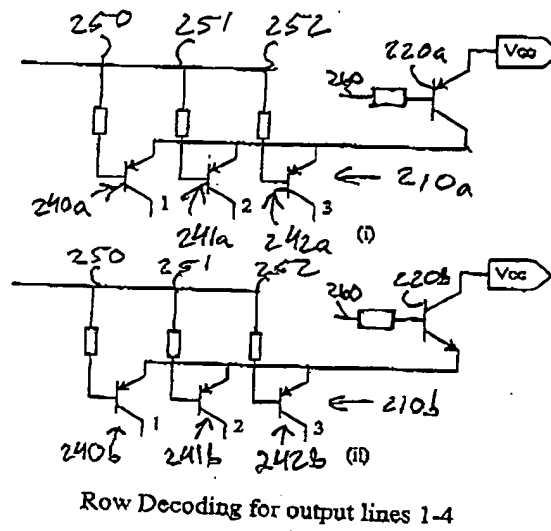 250 251 252
220a VCC
260
210a
240a 1 241a 2 242a 3 (i)
250 251 252
220b VCC
260
210b
240b 1 241b 2 242b 3 (ii)
Row Decoding for output lines 1-4